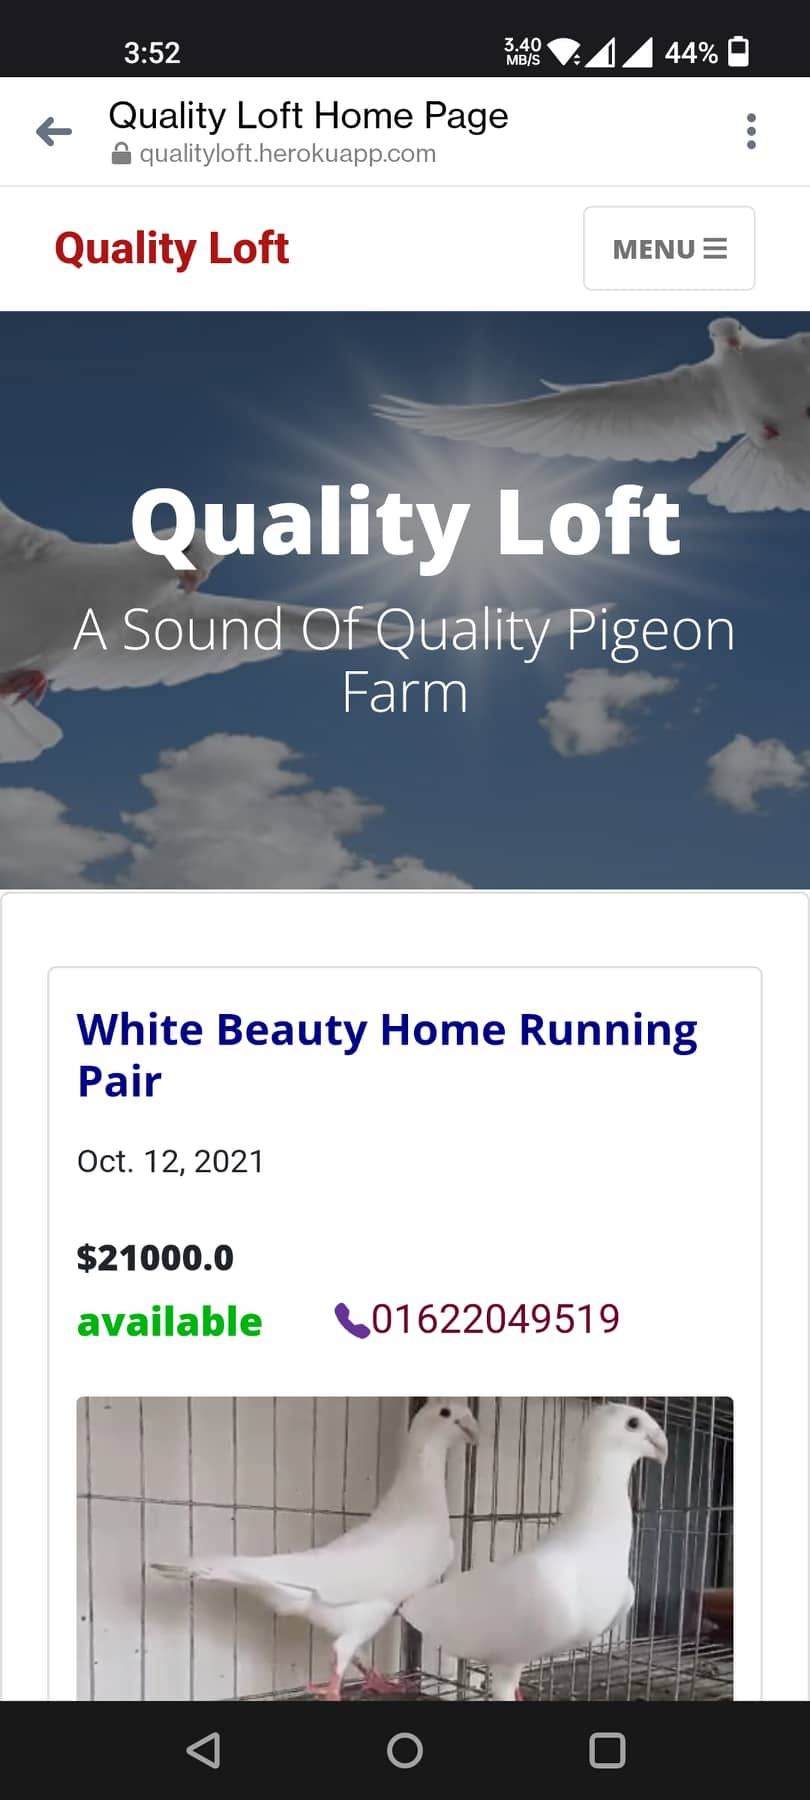 3:52
3.40
MB/S
44%
Quality Loft Home Page
qualityloft.herokuapp.com
Quality Loft
MENU
Quality Loft
A Sound Of Quality Pigeon
Farm
White Beauty Home Running
Pair
Oct. 12, 2021
$21000.0
available
01622049519